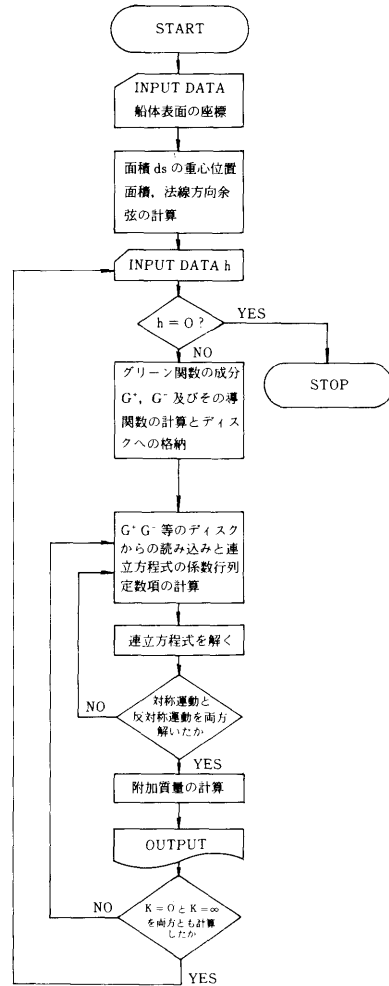 START
INPUT DATA
船体表面の座標
面積 ds の重心位置
面積，法線方向余
弦の計算
INPUT DATA h
h = 0 ?
YES
NO
STOP
グリーン関数の成分
G⁺，G⁻ 及びその導
関数の計算とディス
クへの格納
G⁺ G⁻ 等のディスク
からの読み込みと連
立方程式の係数行列
定数項の計算
連立方程式を解く
NO
対称運動と
反対称運動を両方
解いたか
YES
附加質量の計算
OUTPUT
NO
K = 0 と K = ∞
を両方とも計算
したか
YES